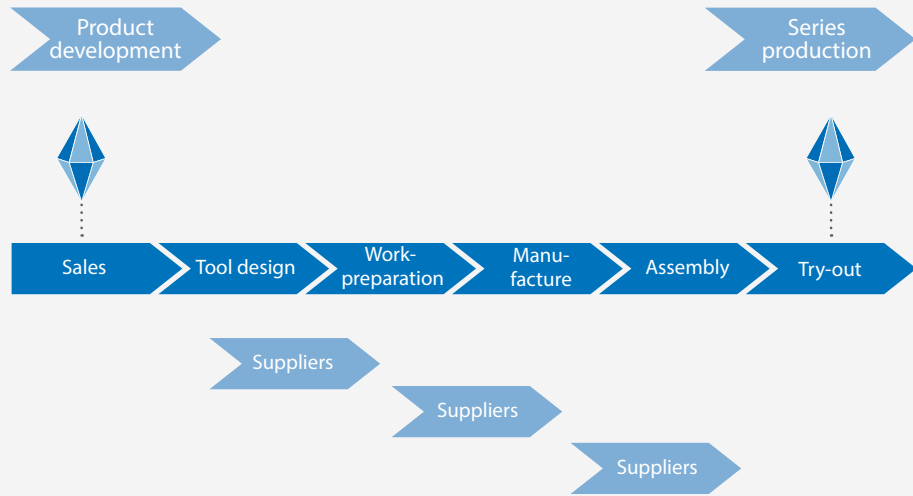 Product
development
Series
production
Sales
Tool design
Work-
preparation
Manu-
facture
Assembly
Try-out
Suppliers
Suppliers
Suppliers